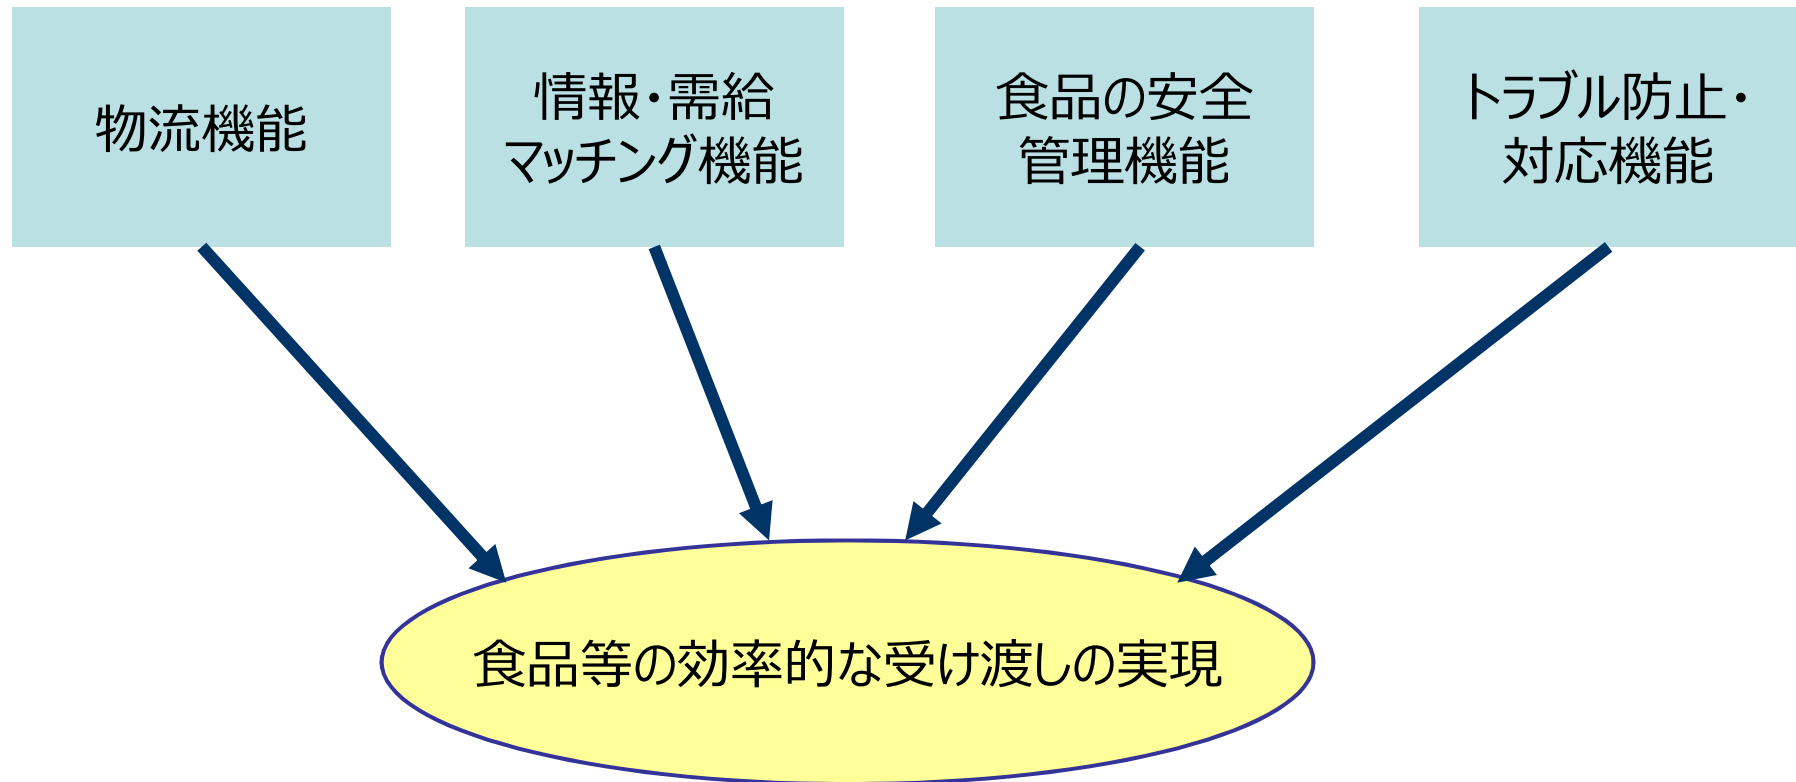 物流機能
情報・需給
マッチング機能
食品の安全
管理機能
トラブル防止・
対応機能
食品等の効率的な受け渡しの実現